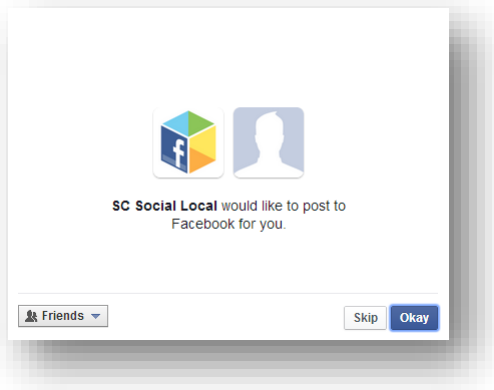 SC Social Local would like to post to
Facebook for you.
Friends
Skip
Okay